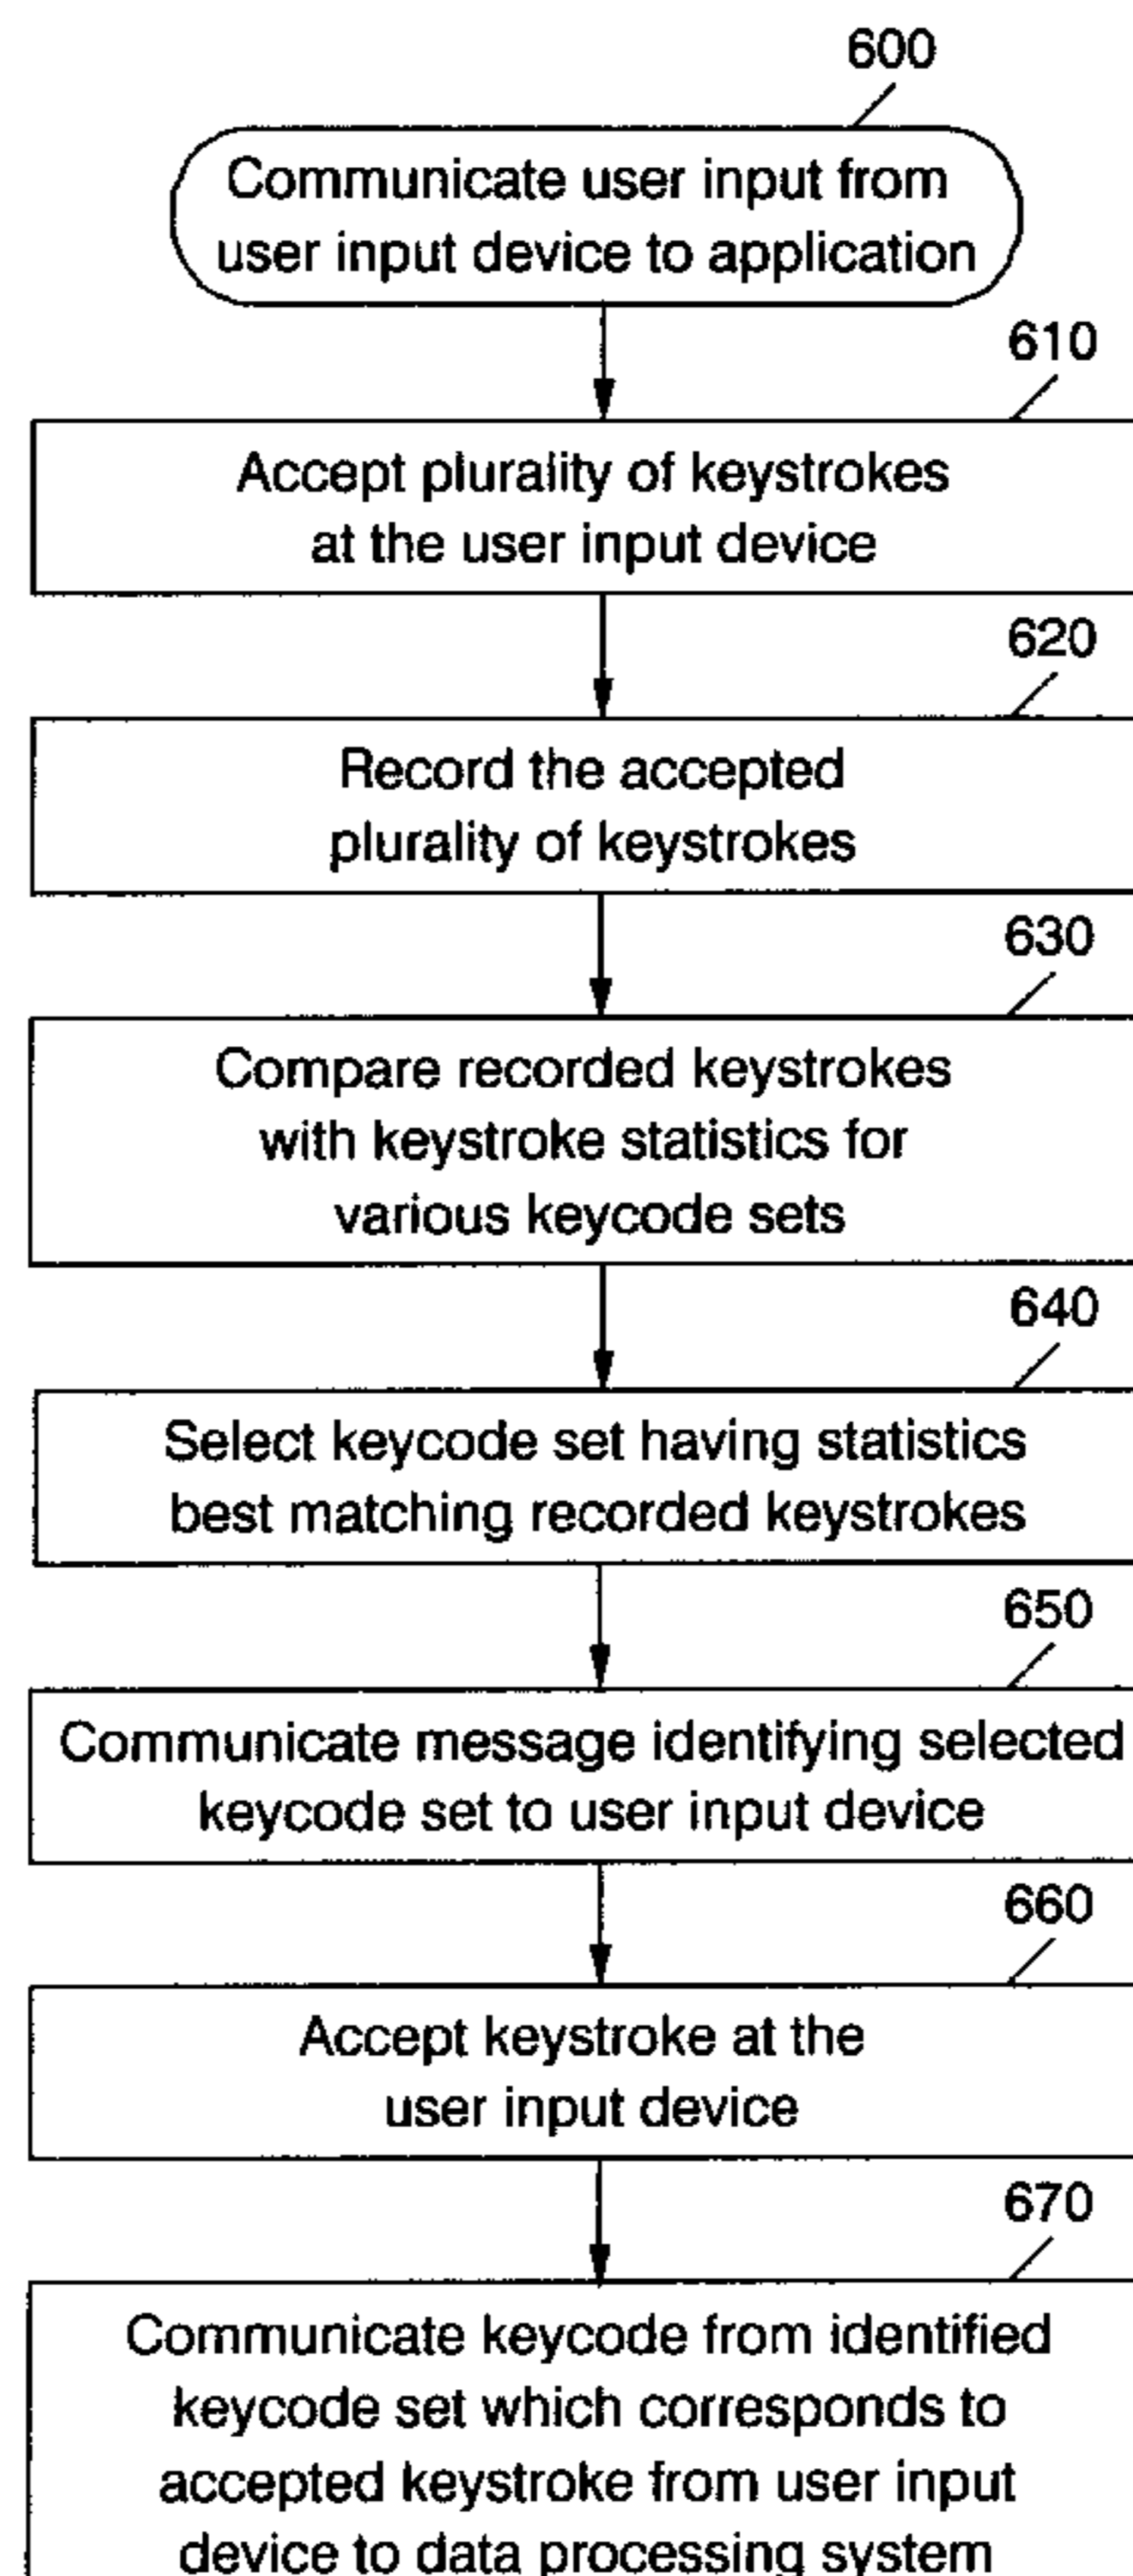 600
Communicate user input from
user input device to application
610
Accept plurality of keystrokes
at the user input device
620
Record the accepted
plurality of keystrokes
630
Compare recorded keystrokes
with keystroke statistics for
various keycode sets
640
Select keycode set having statistics
best matching recorded keystrokes
650
Communicate message identifying selected
keycode set to user input device
660
Accept keystroke at the
user input device
670
Communicate keycode from identified
keycode set which corresponds to
accepted keystroke from user input
device to data processing system